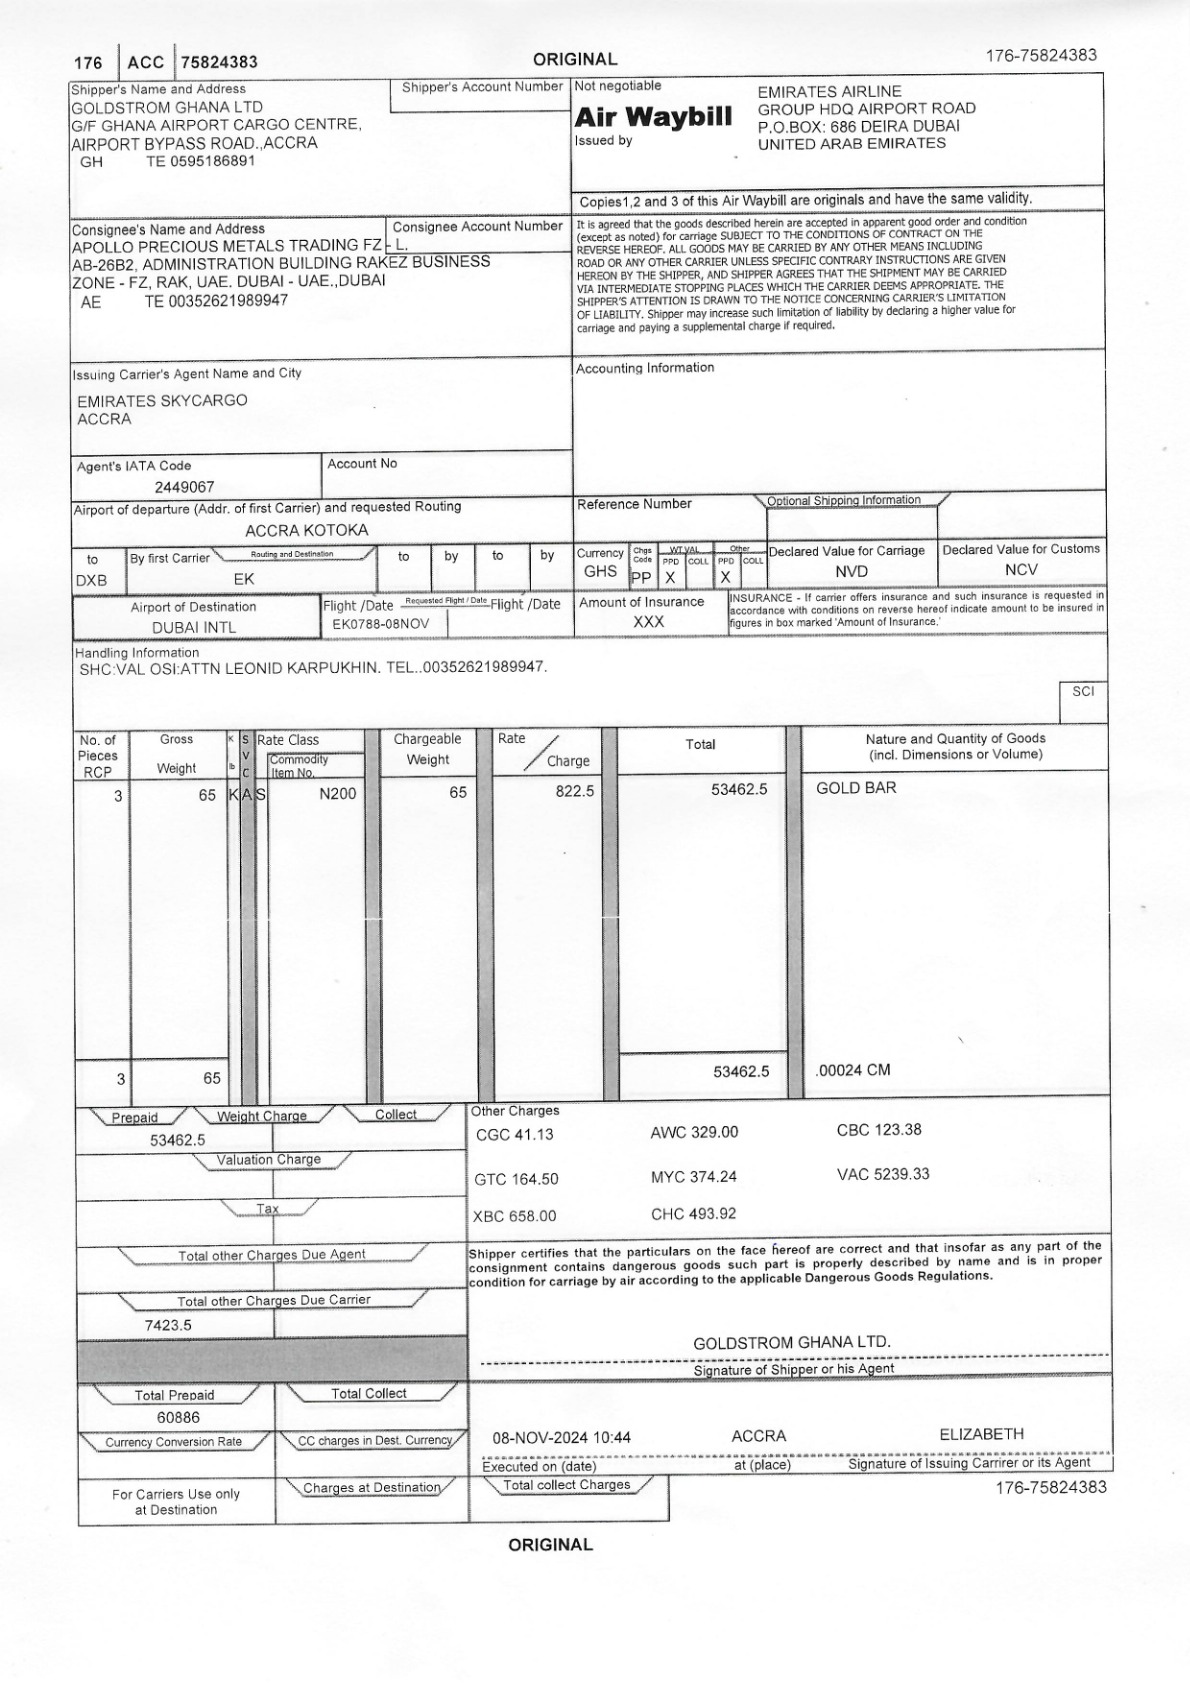 176 ACC 75824383
ORIGINAL
176-75824383
Shipper's Name and Address
Shipper's Account Number
GOLDSTROM GHANA LTD
G/F GHANA AIRPORT CARGO CENTRE,
AIRPORT BYPASS ROAD.,ACCRA
GH TE 0595186891
Not negotiable
Air Waybill
Issued by
EMIRATES AIRLINE
GROUP HDQ AIRPORT ROAD
P.O.BOX: 686 DEIRA DUBAI
UNITED ARAB EMIRATES
Copies1,2 and 3 of this Air Waybill are originals and have the same validity.
Consignee's Name and Address
Consignee Account Number
APOLLO PRECIOUS METALS TRADING FZ - L.
AB-26B2, ADMINISTRATION BUILDING RAKEZ BUSINESS
ZONE - FZ, RAK, UAE. DUBAI - UAE.,DUBAI
AE TE 00352621989947
It is agreed that the goods described herein are accepted in apparent good order and condition
(except as noted) for carriage SUBJECT TO THE CONDITIONS OF CONTRACT ON THE
REVERSE HEREOF. ALL GOODS MAY BE CARRIED BY ANY OTHER MEANS INCLUDING
ROAD OR ANY OTHER CARRIER UNLESS SPECIFIC CONTRARY INSTRUCTIONS ARE GIVEN
HEREON BY THE SHIPPER, AND SHIPPER AGREES THAT THE SHIPMENT MAY BE CARRIED
VIA INTERMEDIATE STOPPING PLACES WHICH THE CARRIER DEEMS APPROPRIATE. THE
SHIPPER'S ATTENTION IS DRAWN TO THE NOTICE CONCERNING CARRIER'S LIMITATION
OF LIABILITY. Shipper may increase such limitation of liability by declaring a higher value for
carriage and paying a supplemental charge if required.
Issuing Carrier's Agent Name and City
EMIRATES SKYCARGO
ACCRA
Accounting Information
Agent's IATA Code
2449067
Account No
Airport of departure (Addr. of first Carrier) and requested Routing
ACCRA KOTOKA
Reference Number
Optional Shipping Information
to
DXB
By first Carrier
Routing and Destination
EK
to
by
to
by
Currency
GHS
Chgs
Code
PP
WT VAL
PPD COLL
X
Other
PPD COLL
X
Declared Value for Carriage
NVD
Declared Value for Customs
NCV
Airport of Destination
DUBAI INTL
Flight /Date
Requested Flight / Date
Flight /Date
EK0788-08NOV
Amount of Insurance
XXX
INSURANCE - If carrier offers insurance and such insurance is requested in
accordance with conditions on reverse hereof indicate amount to be insured in
figures in box marked 'Amount of Insurance.'
Handling Information
SHC:VAL OSI:ATTN LEONID KARPUKHIN. TEL..00352621989947.
SCI
No. of
Pieces
RCP
Gross
Weight
K
lb
S
V
C
Rate Class
Commodity
Item No.
Chargeable
Weight
Rate
Charge
Total
Nature and Quantity of Goods
(incl. Dimensions or Volume)
3 65 K A S N200 65 822.5 53462.5 GOLD BAR
3 65 53462.5 .00024 CM
Prepaid
Weight Charge
Collect
53462.5
Valuation Charge
Tax
Other Charges
CGC 41.13 AWC 329.00 CBC 123.38
GTC 164.50 MYC 374.24 VAC 5239.33
XBC 658.00 CHC 493.92
Total other Charges Due Agent
Total other Charges Due Carrier
7423.5
Shipper certifies that the particulars on the face hereof are correct and that insofar as any part of the
consignment contains dangerous goods such part is properly described by name and is in proper
condition for carriage by air according to the applicable Dangerous Goods Regulations.
GOLDSTROM GHANA LTD.
Signature of Shipper or his Agent
Total Prepaid
Total Collect
60886
Currency Conversion Rate
CC charges in Dest. Currency
08-NOV-2024 10:44 ACCRA ELIZABETH
Executed on (date) at (place) Signature of Issuing Carrirer or its Agent
For Carriers Use only
at Destination
Charges at Destination
Total collect Charges
176-75824383
ORIGINAL